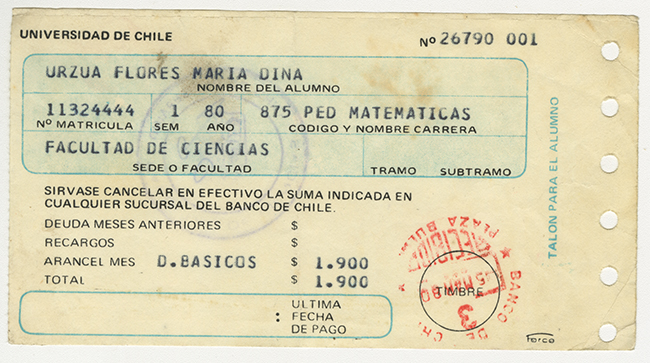 UNIVERSIDAD DE CHILE
Nº 26790 001
URZUA FLORES MARIA DINA
NOMBRE DEL ALUMNO
11324444 1 80 875 PED MATEMATICAS
Nº MATRICULA SEM AÑO CODIGO Y NOMBRE CARRERA
FACULTAD DE CIENCIAS
SEDE O FACULTAD TRAMO SUBTRAMO
SIRVASE CANCELAR EN EFECTIVO LA SUMA INDICADA EN
CUALQUIER SUCURSAL DEL BANCO DE CHILE.
DEUDA MESES ANTERIORES $
RECARGOS $
ARANCEL MES D.BASICOS $ 1.900
TOTAL $ 1.900
ULTIMA
: FECHA
DE PAGO
TIMBRE
BANCO DE CH
PLAZA BUL
3
TALON PARA EL ALUMNO